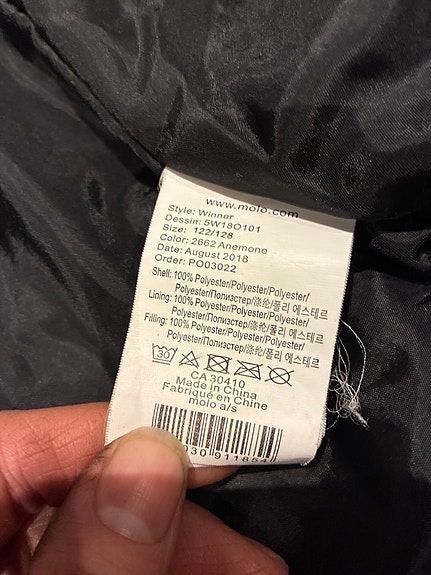 www.molo.com
Style: Winner
Dessin: 5W18O101
Size: 122/128
Color: 2662 Anemone
Date: August 2018
Order: PO03022
Shell: 100% Polyester/Polyester/Polyester/
Polyester/Полиэстер/涤纶/폴리 에스테르
Lining: 100% Polyester/Polyester/Polyester/
Polyester/Полиэстер/涤纶/폴리 에스테르
Filling: 100% Polyester/Polyester/Polyester/
Polyester/Полиэстер/涤纶/폴리 에스테르
30
CA 30410
Made in China
Fabriqué en Chine
molo a/s
930 911854